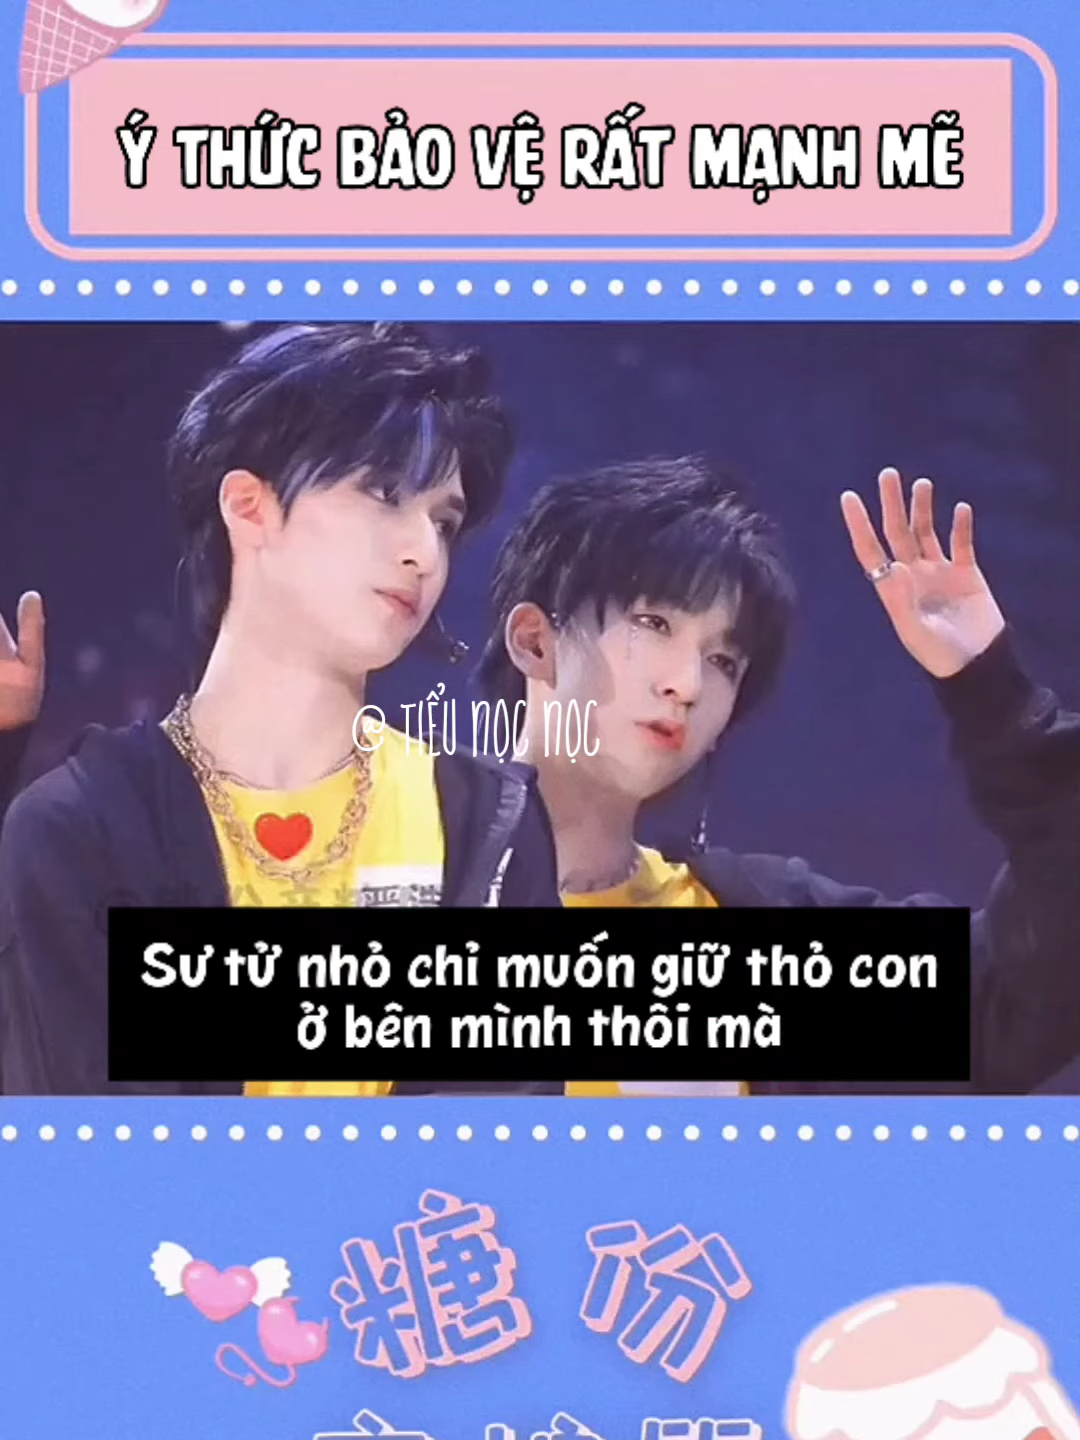 Ý THỨC BẢO VỆ RẤT MẠNH MẼ
@ TIỂU NỌC NỌC
Sư tử nhỏ chỉ muốn giữ thỏ con
ở bên mình thôi mà
糖份